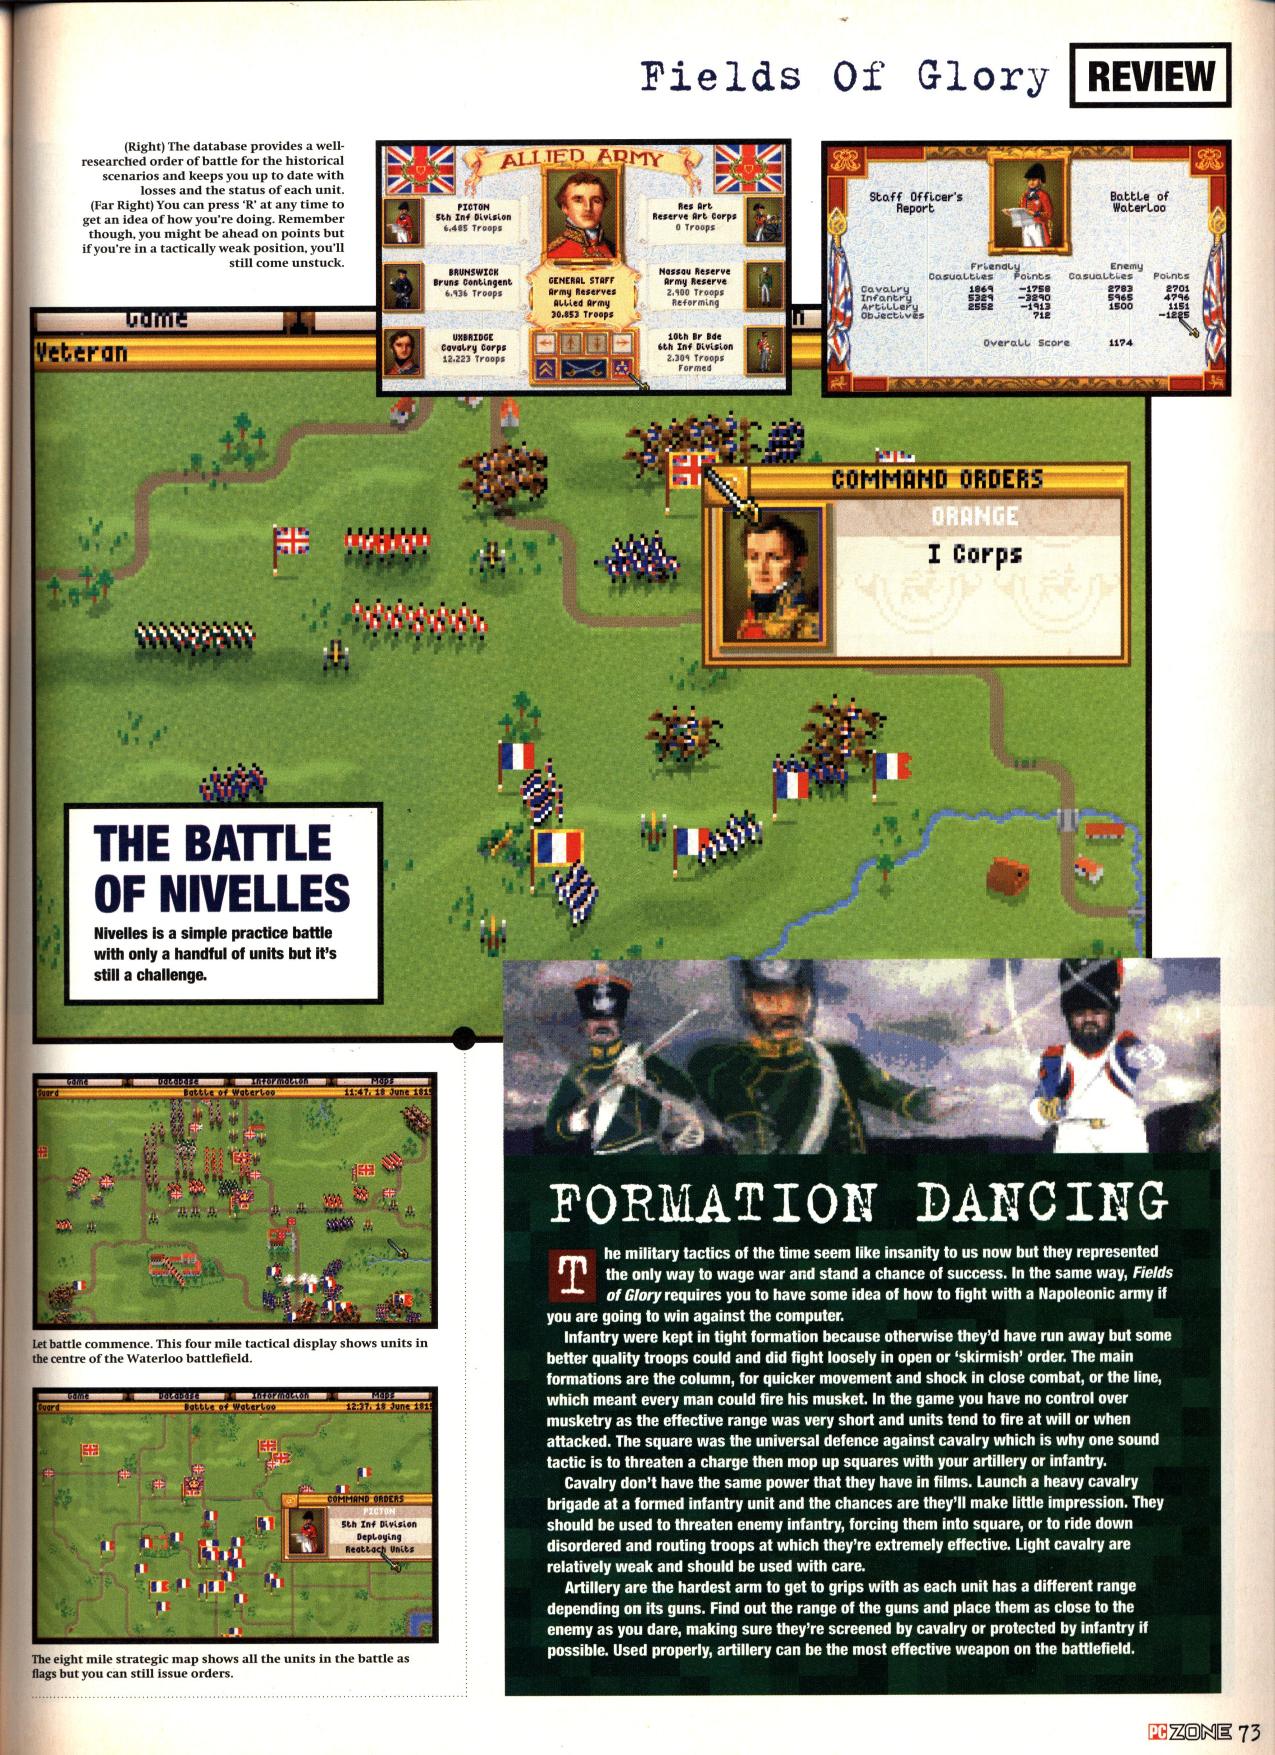 Fields Of Glory REVIEW
(Right) The database provides a well-
researched order of battle for the historical
scenarios and keeps you up to date with
losses and the status of each unit.
(Far Right) You can press 'R' at any time to
get an idea of how you're doing. Remember
though, you might be ahead on points but
if you're in a tactically weak position, you'll
still come unstuck.
ALLIED ARMY
PICTON
5th Inf Division
6,485 Troops
Res Art
Reserve Art Corps
0 Troops
BRUNSWICK
Bruns Contingent
6,936 Troops
GENERAL STAFF
Army Reserves
Allied Army
30,853 Troops
Nassau Reserve
Army Reserve
2,900 Troops
Reforming
UXBRIDGE
Cavalry Corps
12,223 Troops
10th Br Bde
6th Inf Division
2,309 Troops
Formed
Staff Officer's
Report
Battle of
Waterloo
Friendly Enemy
Casualties Points Casualties Points
Cavalry 1869 -1758 2783 2701
Infantry 5329 -3290 5965 4796
Artillery 2552 -1913 1500 1151
Objectives 712 -1225
Overall Score 1174
Game
Veteran
COMMAND ORDERS
ORANGE
I Corps
THE BATTLE
OF NIVELLES
Nivelles is a simple practice battle
with only a handful of units but it's
still a challenge.
Game Database Information Maps
Guard Battle of Waterloo 11:47, 18 June 1815
Let battle commence. This four mile tactical display shows units in
the centre of the Waterloo battlefield.
Game Database Information Maps
Guard Battle of Waterloo 12:37, 18 June 1815
COMMAND ORDERS
PICTON
5th Inf Division
Deploying
Reattach Units
The eight mile strategic map shows all the units in the battle as
flags but you can still issue orders.
FORMATION DANCING
The military tactics of the time seem like insanity to us now but they represented
the only way to wage war and stand a chance of success. In the same way, Fields
of Glory requires you to have some idea of how to fight with a Napoleonic army if
you are going to win against the computer.
Infantry were kept in tight formation because otherwise they'd have run away but some
better quality troops could and did fight loosely in open or 'skirmish' order. The main
formations are the column, for quicker movement and shock in close combat, or the line,
which meant every man could fire his musket. In the game you have no control over
musketry as the effective range was very short and units tend to fire at will or when
attacked. The square was the universal defence against cavalry which is why one sound
tactic is to threaten a charge then mop up squares with your artillery or infantry.
Cavalry don't have the same power that they have in films. Launch a heavy cavalry
brigade at a formed infantry unit and the chances are they'll make little impression. They
should be used to threaten enemy infantry, forcing them into square, or to ride down
disordered and routing troops at which they're extremely effective. Light cavalry are
relatively weak and should be used with care.
Artillery are the hardest arm to get to grips with as each unit has a different range
depending on its guns. Find out the range of the guns and place them as close to the
enemy as you dare, making sure they're screened by cavalry or protected by infantry if
possible. Used properly, artillery can be the most effective weapon on the battlefield.
PC ZONE 73